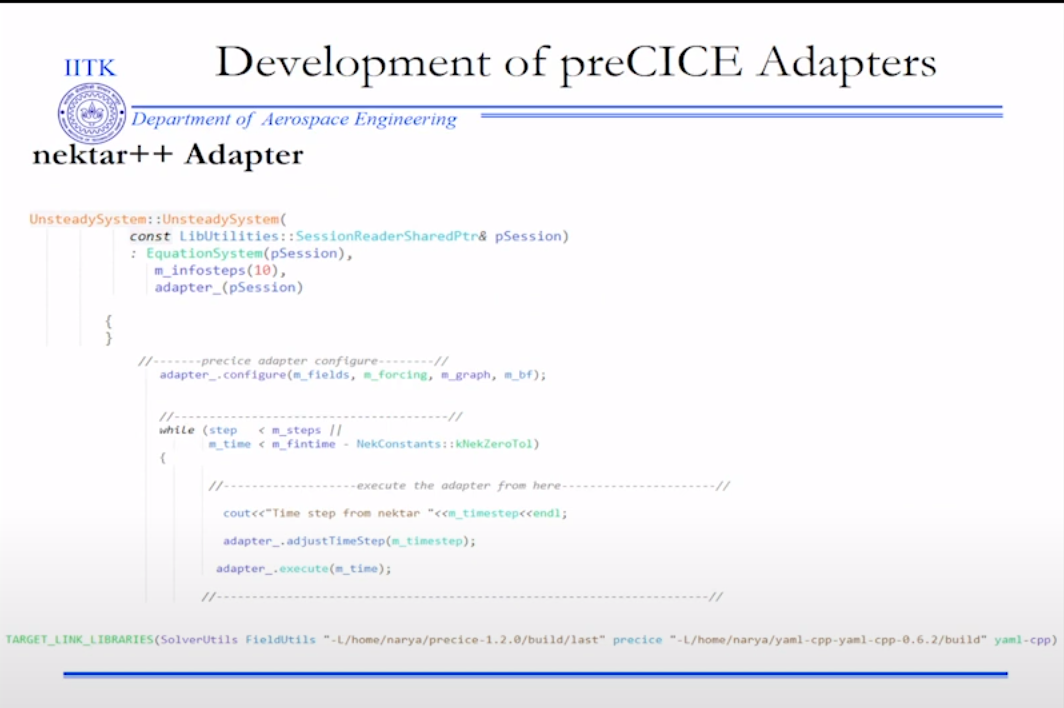 IITK
Development of preCICE Adapters
Department of Aerospace Engineering
nektar++ Adapter
UnsteadySystem::UnsteadySystem(
const LibUtilities::SessionReaderSharedPtr& pSession)
: EquationSystem(pSession),
m_infosteps(10),
adapter_(pSession)
{
}
//-------precice adapter configure--------//
adapter_.configure(m_fields, m_forcing, m_graph, m_bf);
//-------------------------------------//
while (step < m_steps ||
m_time < m_fintime - NekConstants::kNekZeroTol)
{
//-------------------execute the adapter from here----------------------//
cout<<"Time step from nektar "<<m_timestep<<endl;
adapter_.adjustTimeStep(m_timestep);
adapter_.execute(m_time);
//----------------------------------------------------------------------//
TARGET_LINK_LIBRARIES(SolverUtils FieldUtils "-L/home/narya/precice-1.2.0/build/last" precice "-L/home/narya/yaml-cpp-yaml-cpp-0.6.2/build" yaml-cpp)